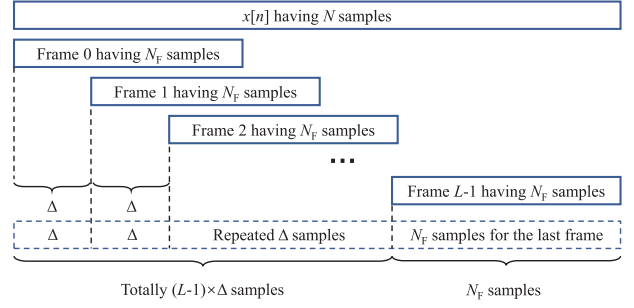 x[n] having N samples
Frame 0 having N_F samples
Frame 1 having N_F samples
Frame 2 having N_F samples
...
Frame L-1 having N_F samples
Δ Δ
Δ Δ Repeated Δ samples N_F samples for the last frame
Totally (L-1)×Δ samples N_F samples